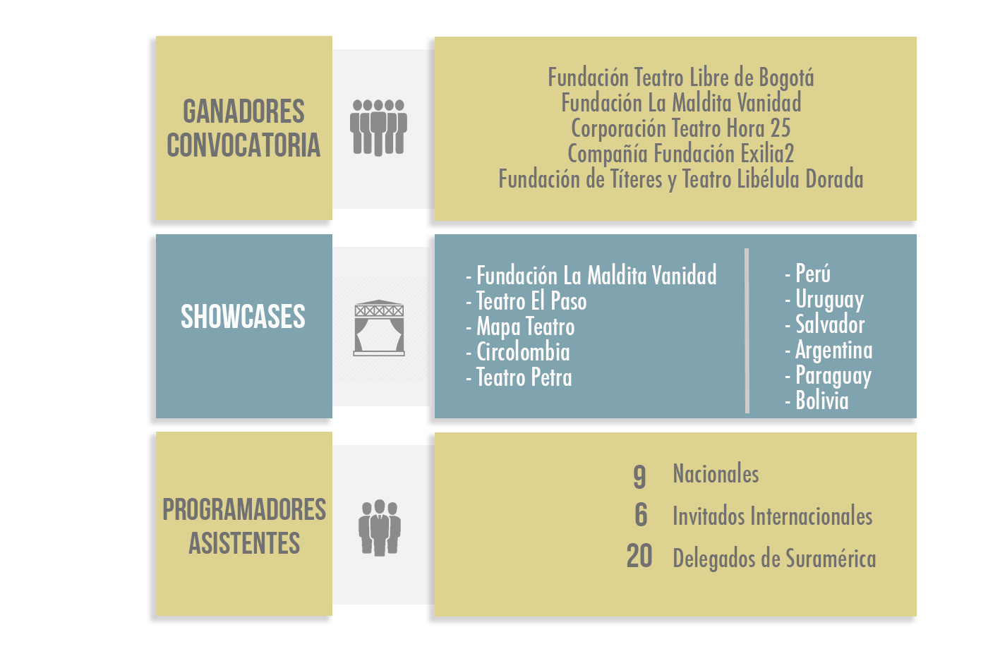 GANADORES
CONVOCATORIA
Fundación Teatro Libre de Bogotá
Fundación La Maldita Vanidad
Corporación Teatro Hora 25
Compañía Fundación Exilia2
Fundación de Títeres y Teatro Libélula Dorada
SHOWCASES
- Fundación La Maldita Vanidad
- Teatro El Paso
- Mapa Teatro
- Circolombia
- Teatro Petra
- Perú
- Uruguay
- Salvador
- Argentina
- Paraguay
- Bolivia
PROGRAMADORES
ASISTENTES
9 Nacionales
6 Invitados Internacionales
20 Delegados de Suramérica